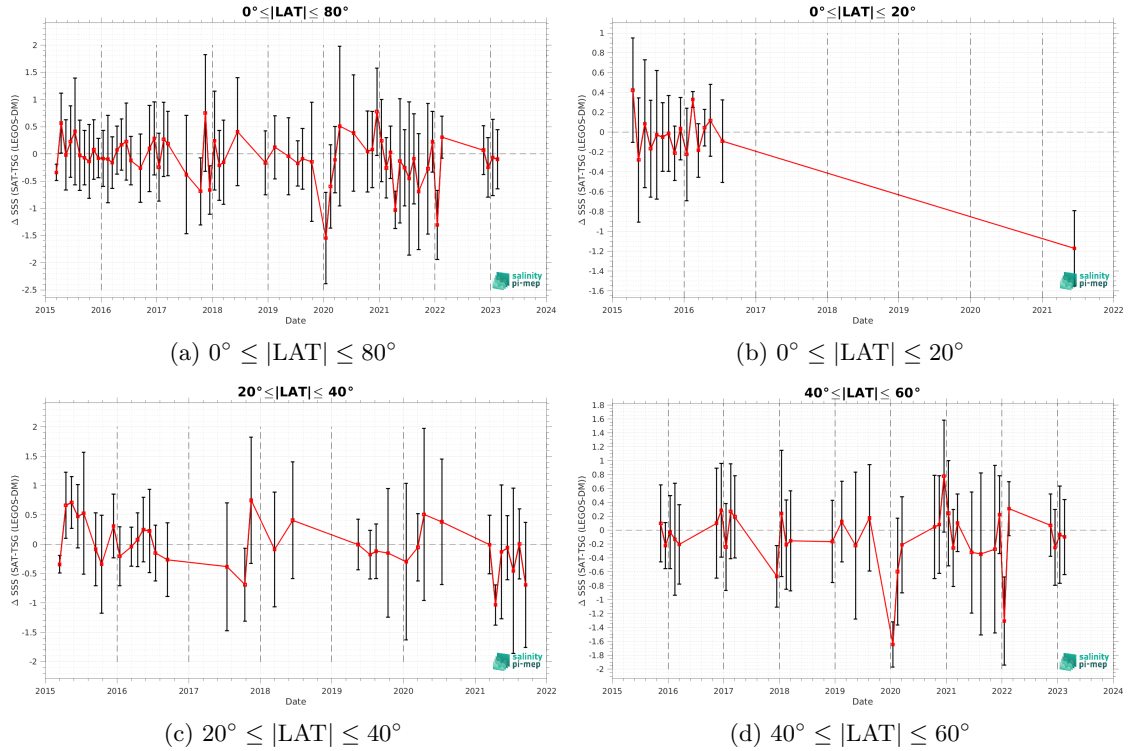 0°≤|LAT|≤ 80°
Δ SSS (SAT-TSG (LEGOS-DM))
2
1.5
1
0.5
0
-0.5
-1
-1.5
-2
-2.5
2015 2016 2017 2018 2019 2020 2021 2022 2023 2024
Date
salinity
pi-mep
(a) 0° ≤ |LAT| ≤ 80°
0°≤|LAT|≤ 20°
Δ SSS (SAT-TSG (LEGOS-DM))
1
0.8
0.6
0.4
0.2
0
-0.2
-0.4
-0.6
-0.8
-1
-1.2
-1.4
-1.6
2015 2016 2017 2018 2019 2020 2021 2022
Date
salinity
pi-mep
(b) 0° ≤ |LAT| ≤ 20°
20°≤|LAT|≤ 40°
Δ SSS (SAT-TSG (LEGOS-DM))
2
1.5
1
0.5
0
-0.5
-1
-1.5
-2
2015 2016 2017 2018 2019 2020 2021 2022
Date
salinity
pi-mep
(c) 20° ≤ |LAT| ≤ 40°
40°≤|LAT|≤ 60°
Δ SSS (SAT-TSG (LEGOS-DM))
1.8
1.6
1.4
1.2
1
0.8
0.6
0.4
0.2
0
-0.2
-0.4
-0.6
-0.8
-1
-1.2
-1.4
-1.6
-1.8
-2
2016 2017 2018 2019 2020 2021 2022 2023 2024
Date
salinity
pi-mep
(d) 40° ≤ |LAT| ≤ 60°